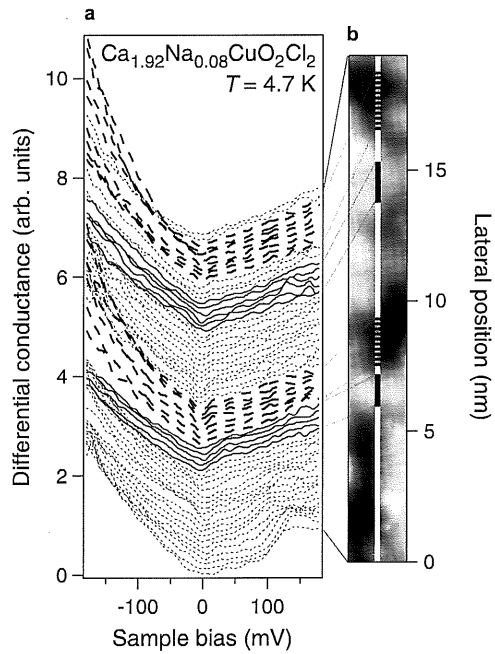 a
b
Ca1.92Na0.08CuO2Cl2
T = 4.7 K
10
8
6
4
2
0
Differential conductance (arb. units)
-100
0
100
Sample bias (mV)
15
10
5
0
Lateral position (nm)